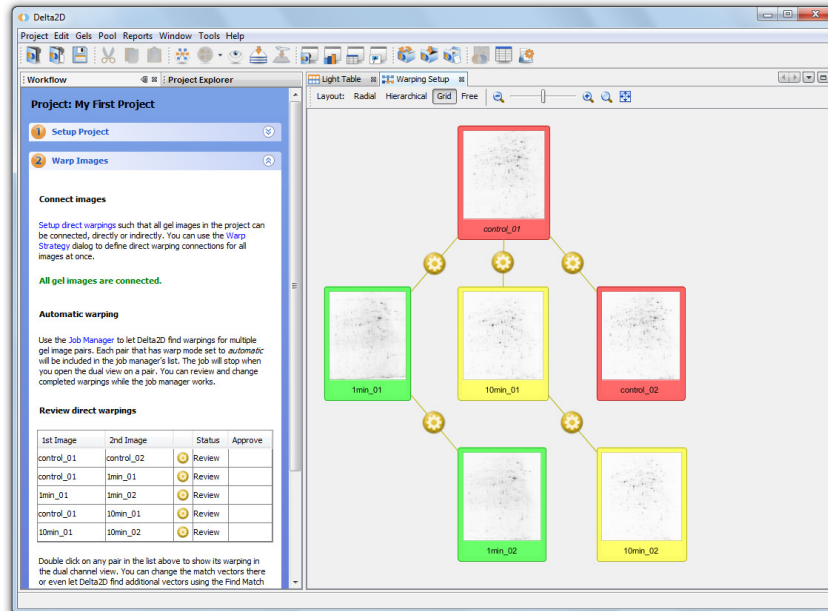 Delta2D
Project Edit Gels Pool Reports Window Tools Help
Workflow
Project Explorer
Project: My First Project
1 Setup Project
2 Warp Images
Connect images
Setup direct warpings such that all gel images in the project can
be connected, directly or indirectly. You can use the Warp
Strategy dialog to define direct warping connections for all
images at once.
All gel images are connected.
Automatic warping
Use the Job Manager to let Delta2D find warpings for multiple
gel image pairs. Each pair that has warp mode set to automatic
will be included in the job manager's list. The job will stop when
you open the dual view on a pair. You can review and change
completed warpings while the job manager works.
Review direct warpings
1st Image 2nd Image Status Approve
control_01 control_02 Review
control_01 1min_01 Review
1min_01 1min_02 Review
control_01 10min_01 Review
10min_01 10min_02 Review
Double click on any pair in the list above to show its warping in
the dual channel view. You can change the match vectors there
or even let Delta2D find additional vectors using the Find Match
Light Table
Warping Setup
Layout: Radial Hierarchical Grid Free
control_01
1min_01 10min_01 control_02
1min_02 10min_02